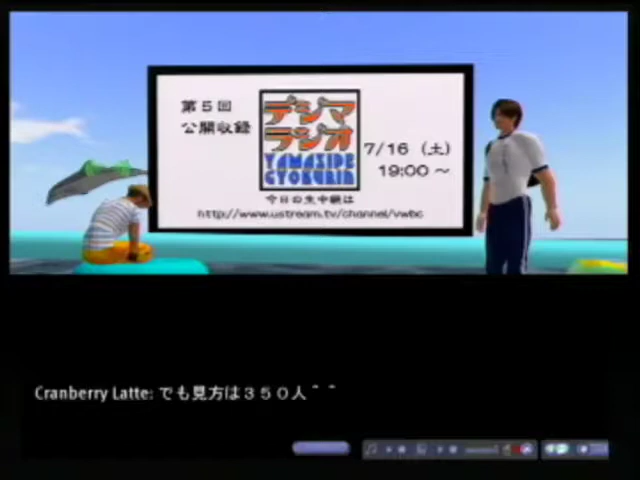 第５回
公開収録
デジマ
ラジオ
YAMASIDE
GYOKURIN
7/16（土）
19:00～
今日の生中継は
http://www.ustream.tv/channel/vwbc
Cranberry Latte: でも見方は３５０人＾＾